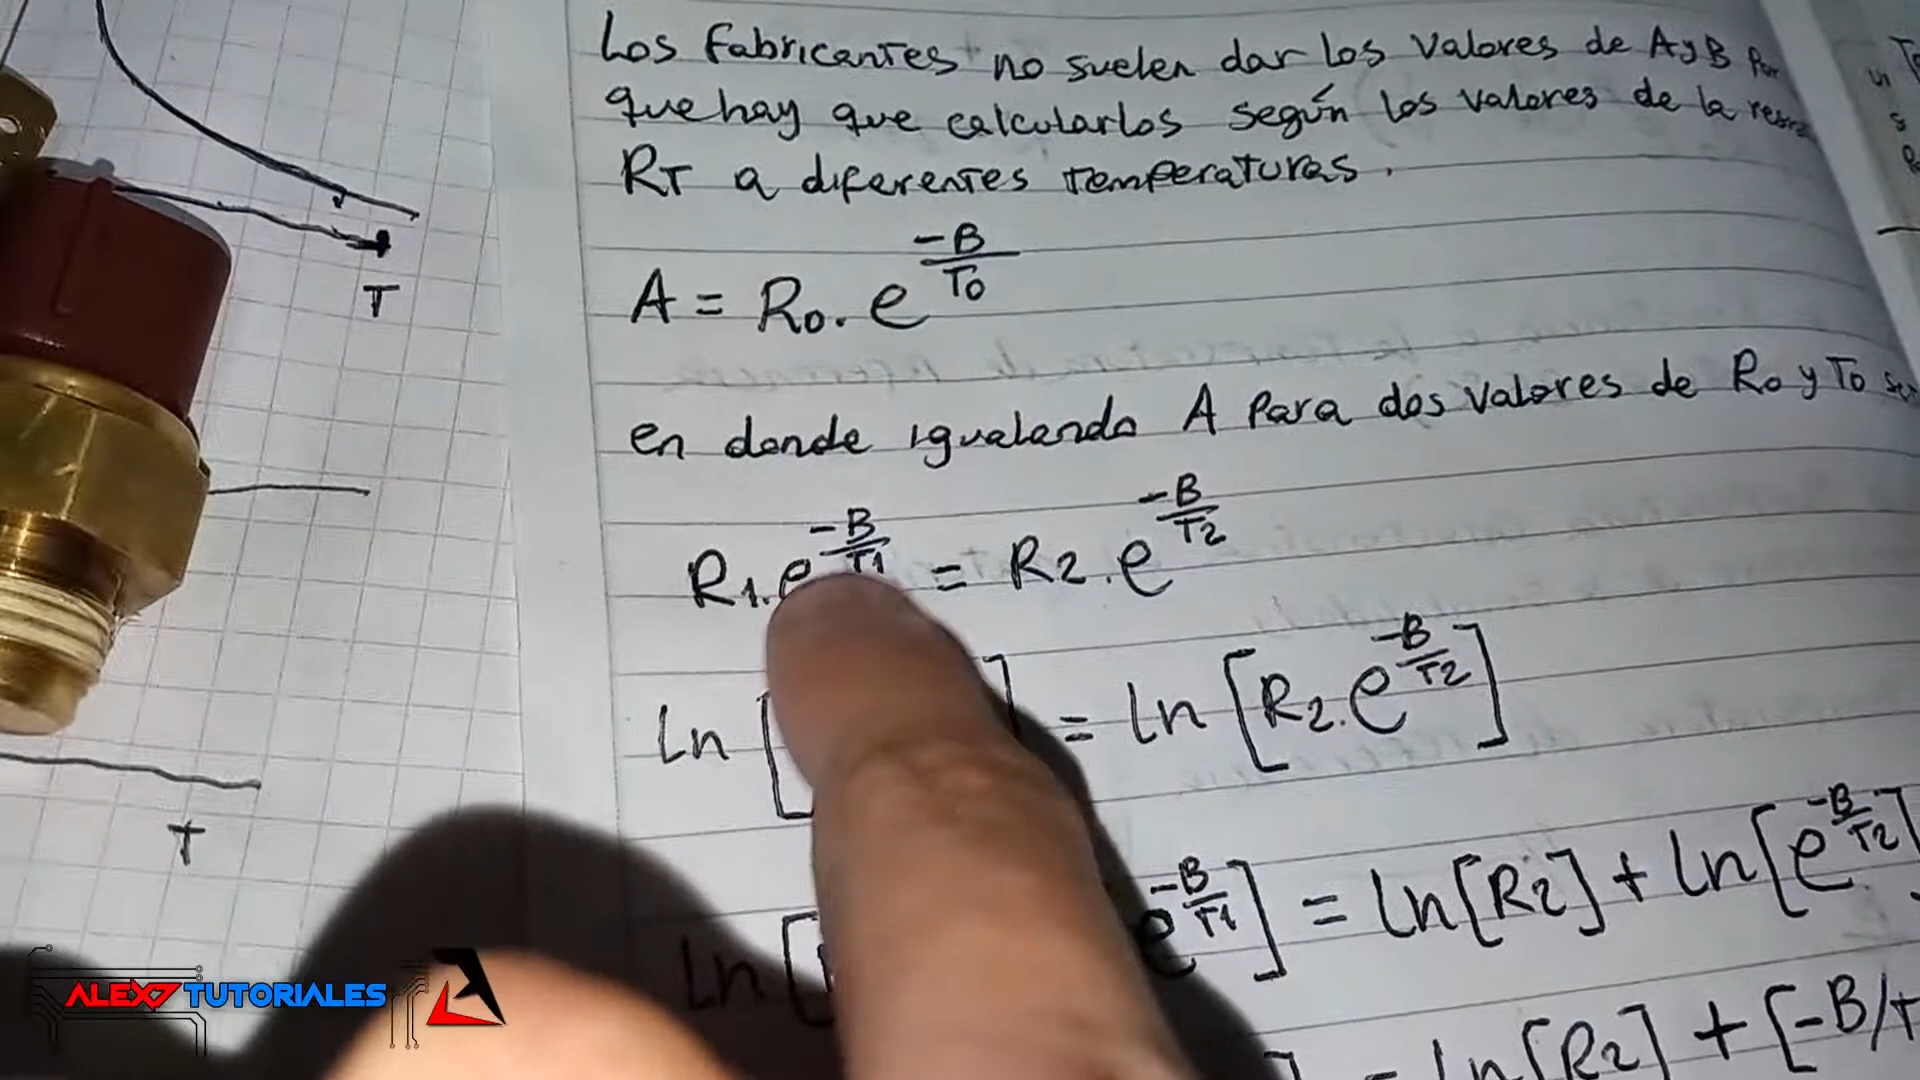 Los fabricantes no suelen dar los valores de A y B por
que hay que calcularlos según los valores de la
RT a diferentes temperaturas.
A = R0 . e^(-B/T0)
en donde igualando A para dos valores de R0 y T0
R1 . e^(-B/T1) = R2 . e^(-B/T2)
ln [ ] = ln [R2 . e^(-B/T2)]
ln [ e^(-B/T1)] = ln[R2] + ln[e^(-B/T2)]
= ln[R2] + [-B/T
T
T
ALEX7 TUTORIALES